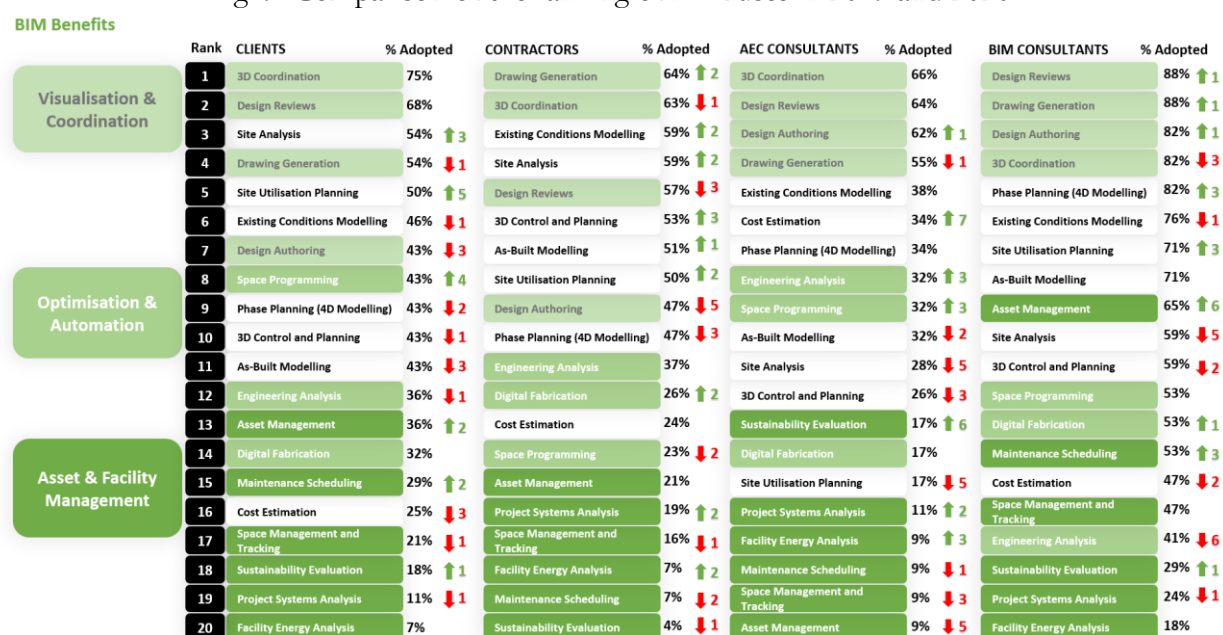 BIM Benefits
Rank CLIENTS % Adopted CONTRACTORS % Adopted AEC CONSULTANTS % Adopted BIM CONSULTANTS % Adopted
Visualisation & Coordination
Optimisation & Automation
Asset & Facility Management
1 3D Coordination 75% Drawing Generation 64% 2 3D Coordination 66% Design Reviews 88% 1
2 Design Reviews 68% 3D Coordination 63% 1 Design Reviews 64% Drawing Generation 88% 1
3 Site Analysis 54% 3 Existing Conditions Modelling 59% 2 Design Authoring 62% 1 Design Authoring 82% 1
4 Drawing Generation 54% 1 Site Analysis 59% 2 Drawing Generation 55% 1 3D Coordination 82% 3
5 Site Utilisation Planning 50% 5 Design Reviews 57% 3 Existing Conditions Modelling 38% Phase Planning (4D Modelling) 82% 3
6 Existing Conditions Modelling 46% 1 3D Control and Planning 53% 3 Cost Estimation 34% 7 Existing Conditions Modelling 76% 1
7 Design Authoring 43% 3 As-Built Modelling 51% 1 Phase Planning (4D Modelling) 34% Site Utilisation Planning 71% 3
8 Space Programming 43% 4 Site Utilisation Planning 50% 2 Engineering Analysis 32% 3 As-Built Modelling 71%
9 Phase Planning (4D Modelling) 43% 2 Design Authoring 47% 5 Space Programming 32% 3 Asset Management 65% 6
10 3D Control and Planning 43% 1 Phase Planning (4D Modelling) 47% 3 As-Built Modelling 32% 2 Site Analysis 59% 5
11 As-Built Modelling 43% 3 Engineering Analysis 37% Site Analysis 28% 5 3D Control and Planning 59% 2
12 Engineering Analysis 36% 1 Digital Fabrication 26% 2 3D Control and Planning 26% 3 Space Programming 53%
13 Asset Management 36% 2 Cost Estimation 24% Sustainability Evaluation 17% 6 Digital Fabrication 53% 1
14 Digital Fabrication 32% Space Programming 23% 2 Digital Fabrication 17% Maintenance Scheduling 53% 3
15 Maintenance Scheduling 29% 2 Asset Management 21% Site Utilisation Planning 17% 5 Cost Estimation 47% 2
16 Cost Estimation 25% 3 Project Systems Analysis 19% 2 Project Systems Analysis 11% 2 Space Management and Tracking 47%
17 Space Management and Tracking 21% 1 Space Management and Tracking 16% 1 Facility Energy Analysis 9% 3 Engineering Analysis 41% 6
18 Sustainability Evaluation 18% 1 Facility Energy Analysis 7% 2 Maintenance Scheduling 9% 1 Sustainability Evaluation 29% 1
19 Project Systems Analysis 11% 1 Maintenance Scheduling 7% 2 Space Management and Tracking 9% 3 Project Systems Analysis 24% 1
20 Facility Energy Analysis 7% Sustainability Evaluation 4% 1 Asset Management 9% 5 Facility Energy Analysis 18%